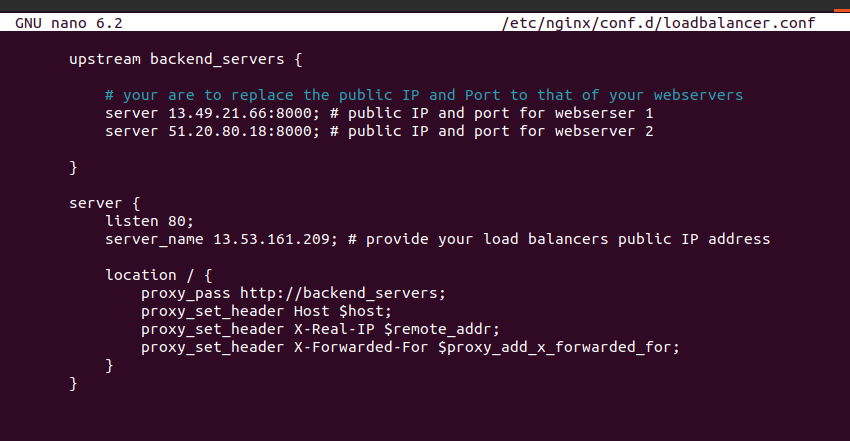 GNU nano 6.2 /etc/nginx/conf.d/loadbalancer.conf
upstream backend_servers {
# your are to replace the public IP and Port to that of your webservers
server 13.49.21.66:8000; # public IP and port for webserser 1
server 51.20.80.18:8000; # public IP and port for webserver 2
}
server {
listen 80;
server_name 13.53.161.209; # provide your load balancers public IP address
location / {
proxy_pass http://backend_servers;
proxy_set_header Host $host;
proxy_set_header X-Real-IP $remote_addr;
proxy_set_header X-Forwarded-For $proxy_add_x_forwarded_for;
}
}